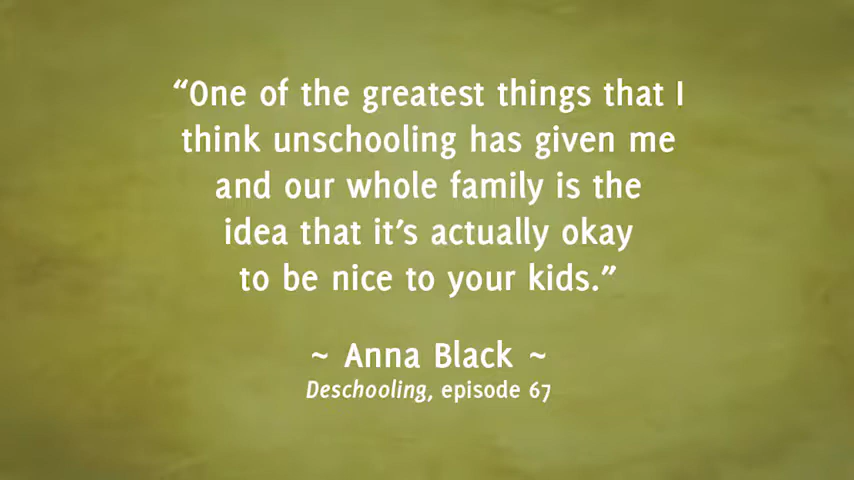 “One of the greatest things that I
think unschooling has given me
and our whole family is the
idea that it’s actually okay
to be nice to your kids.”
~ Anna Black ~
Deschooling, episode 67